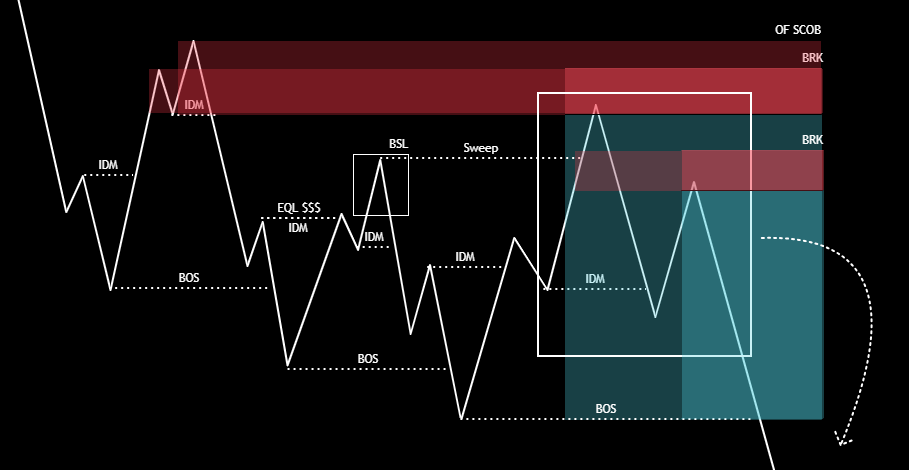 OF SCOB
BRK
IDM
BRK
BSL
Sweep
IDM
EQL $$$
IDM
IDM
IDM
BOS
IDM
BOS
BOS